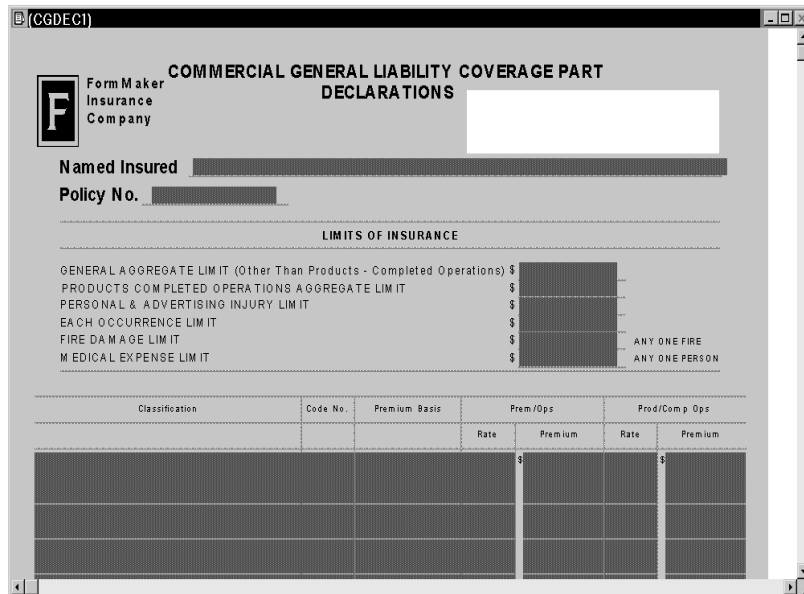 (CGDEC1)
COMMERCIAL GENERAL LIABILITY COVERAGE PART
DECLARATIONS
F
FormMaker
Insurance
Company
Named Insured
Policy No.
LIMITS OF INSURANCE
GENERAL AGGREGATE LIMIT (Other Than Products - Completed Operations) $
PRODUCTS COMPLETED OPERATIONS AGGREGATE LIMIT $
PERSONAL & ADVERTISING INJURY LIMIT $
EACH OCCURRENCE LIMIT $
FIRE DAMAGE LIMIT $ ANY ONE FIRE
MEDICAL EXPENSE LIMIT $ ANY ONE PERSON
Classification Code No. Premium Basis Prem/Ops Prod/Comp Ops
Rate Premium Rate Premium
$ $